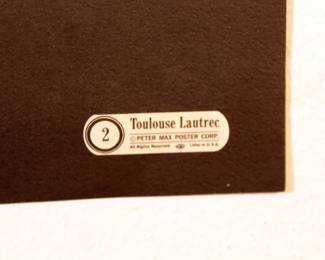 2
Toulouse Lautrec
© PETER MAX POSTER CORP.
All Rights Reserved Litho in U.S.A.